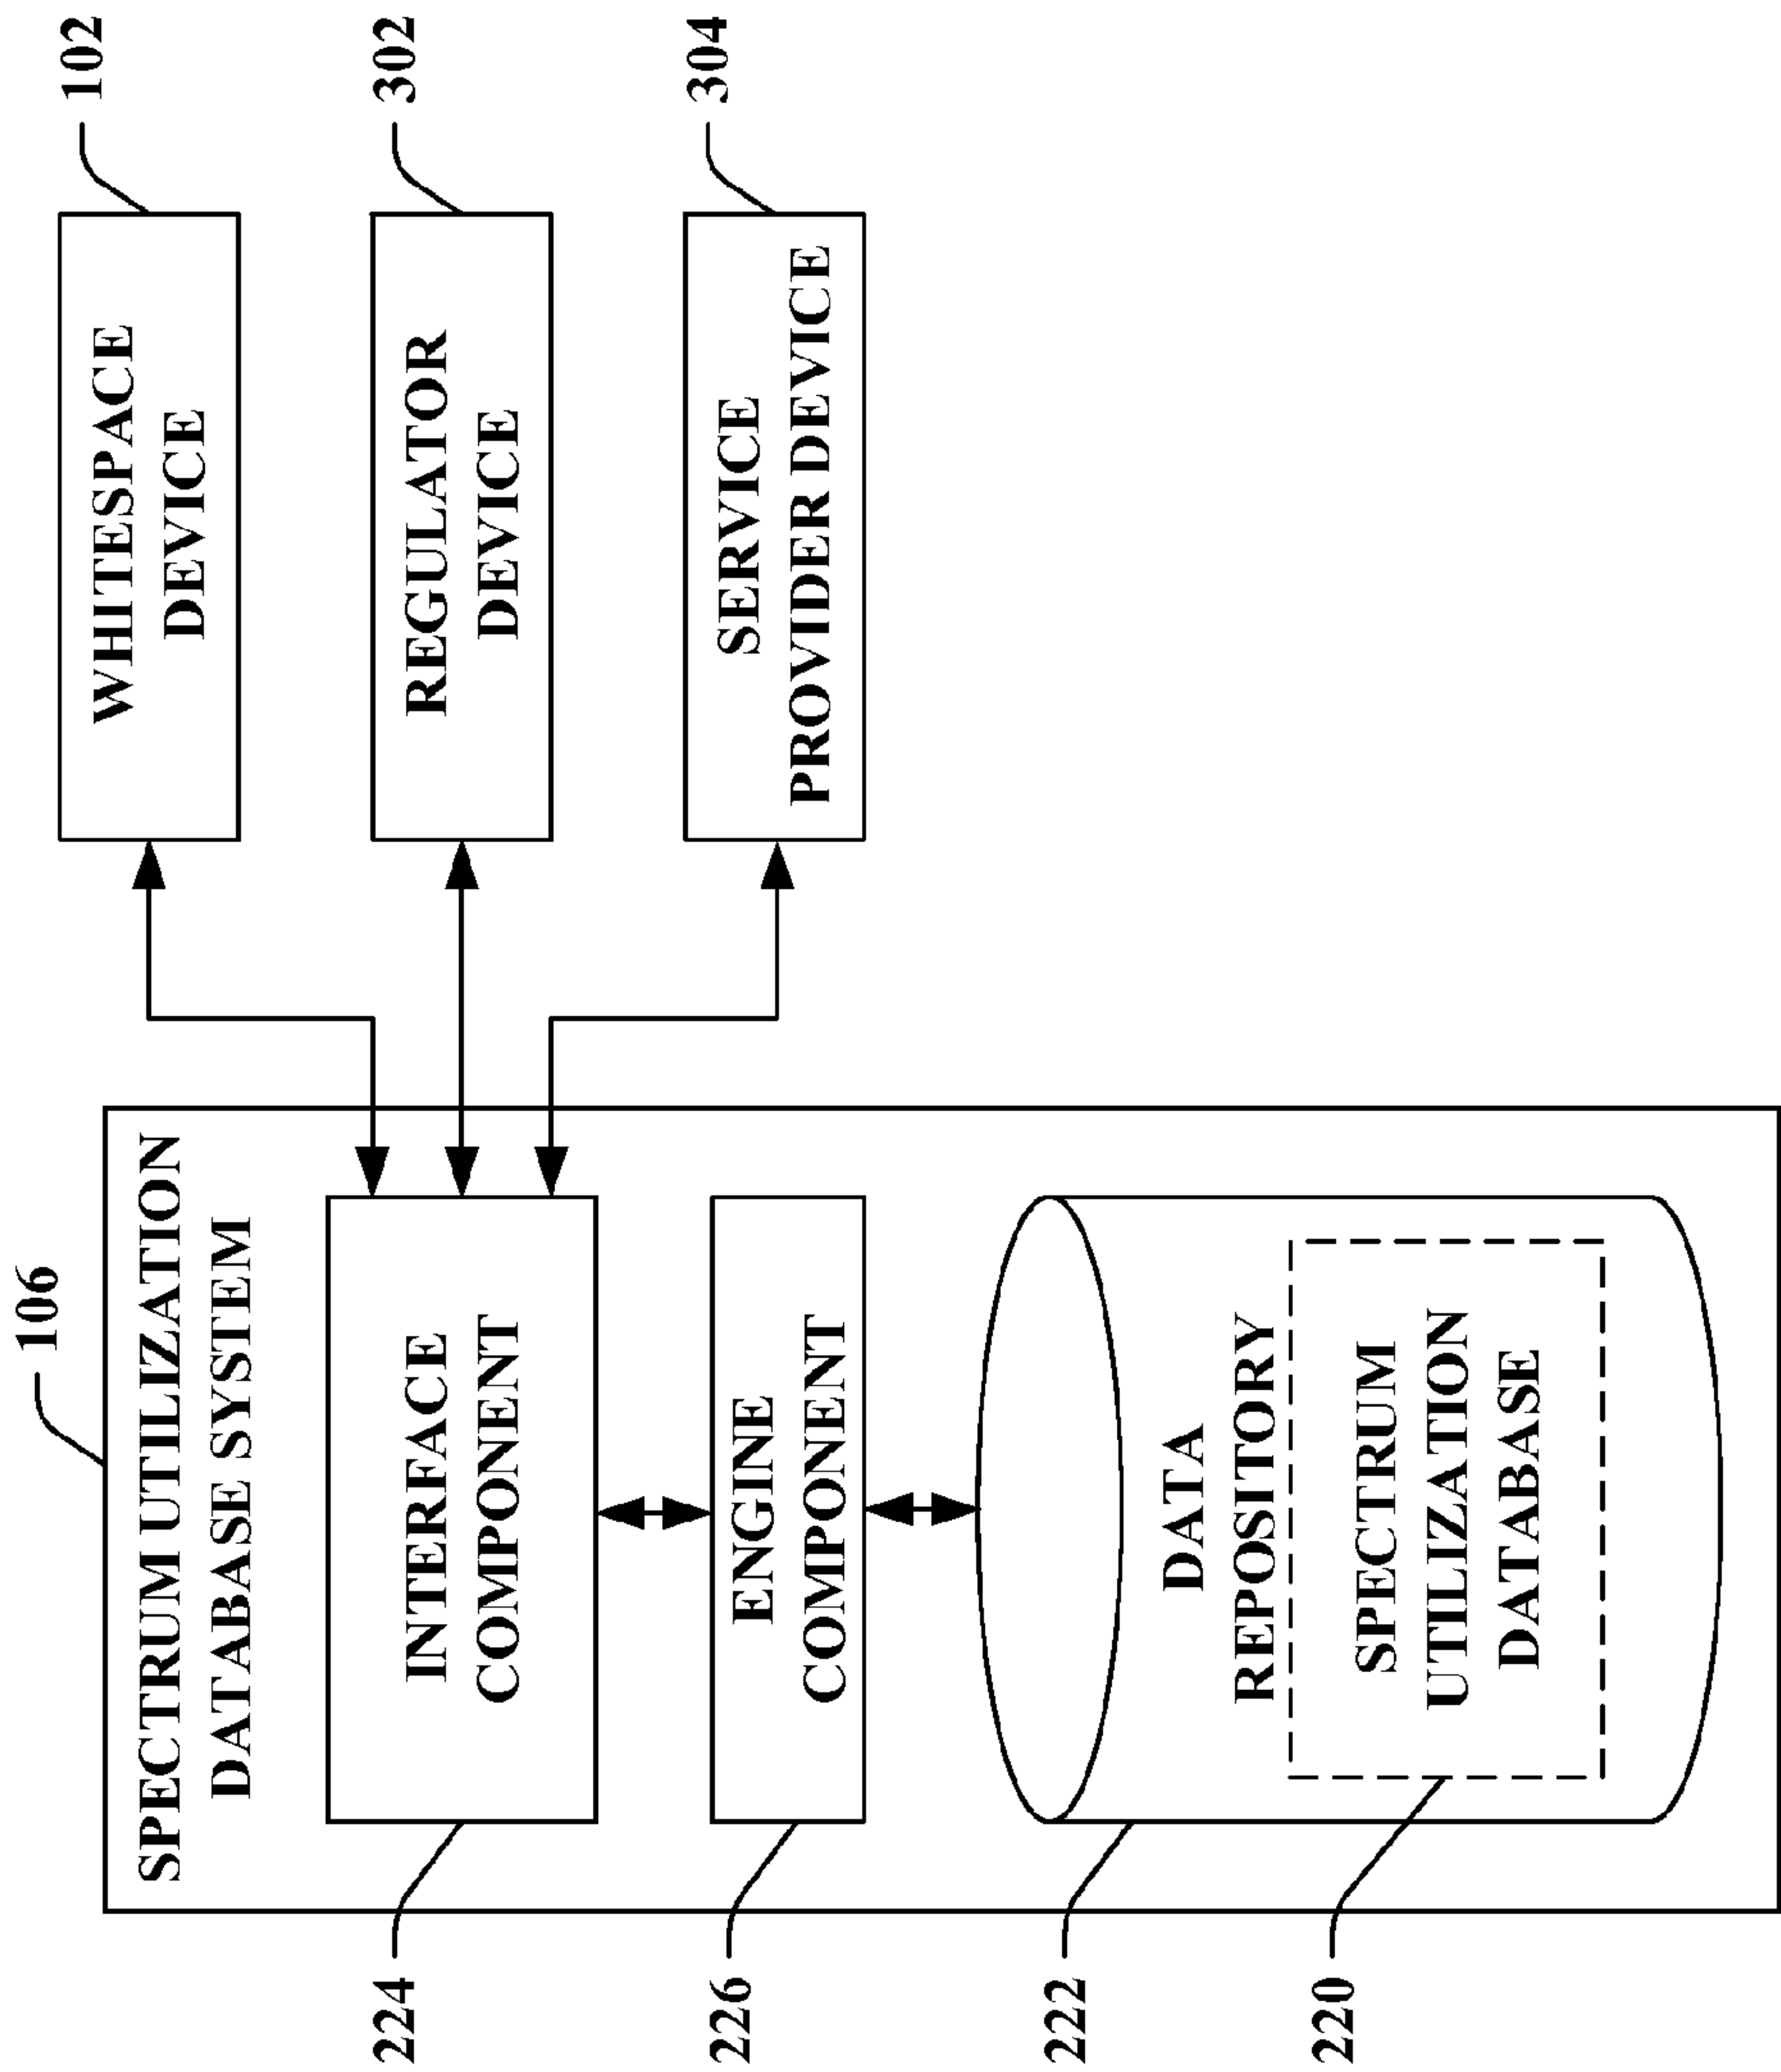 106
SPECTRUM UTILIZATION
DATABASE SYSTEM
224
INTERFACE
COMPONENT
226
ENGINE
COMPONENT
222
DATA
REPOSITORY
220
SPECTRUM
UTILIZATION
DATABASE
WHITESPACE
DEVICE
102
REGULATOR
DEVICE
302
SERVICE
PROVIDER DEVICE
304